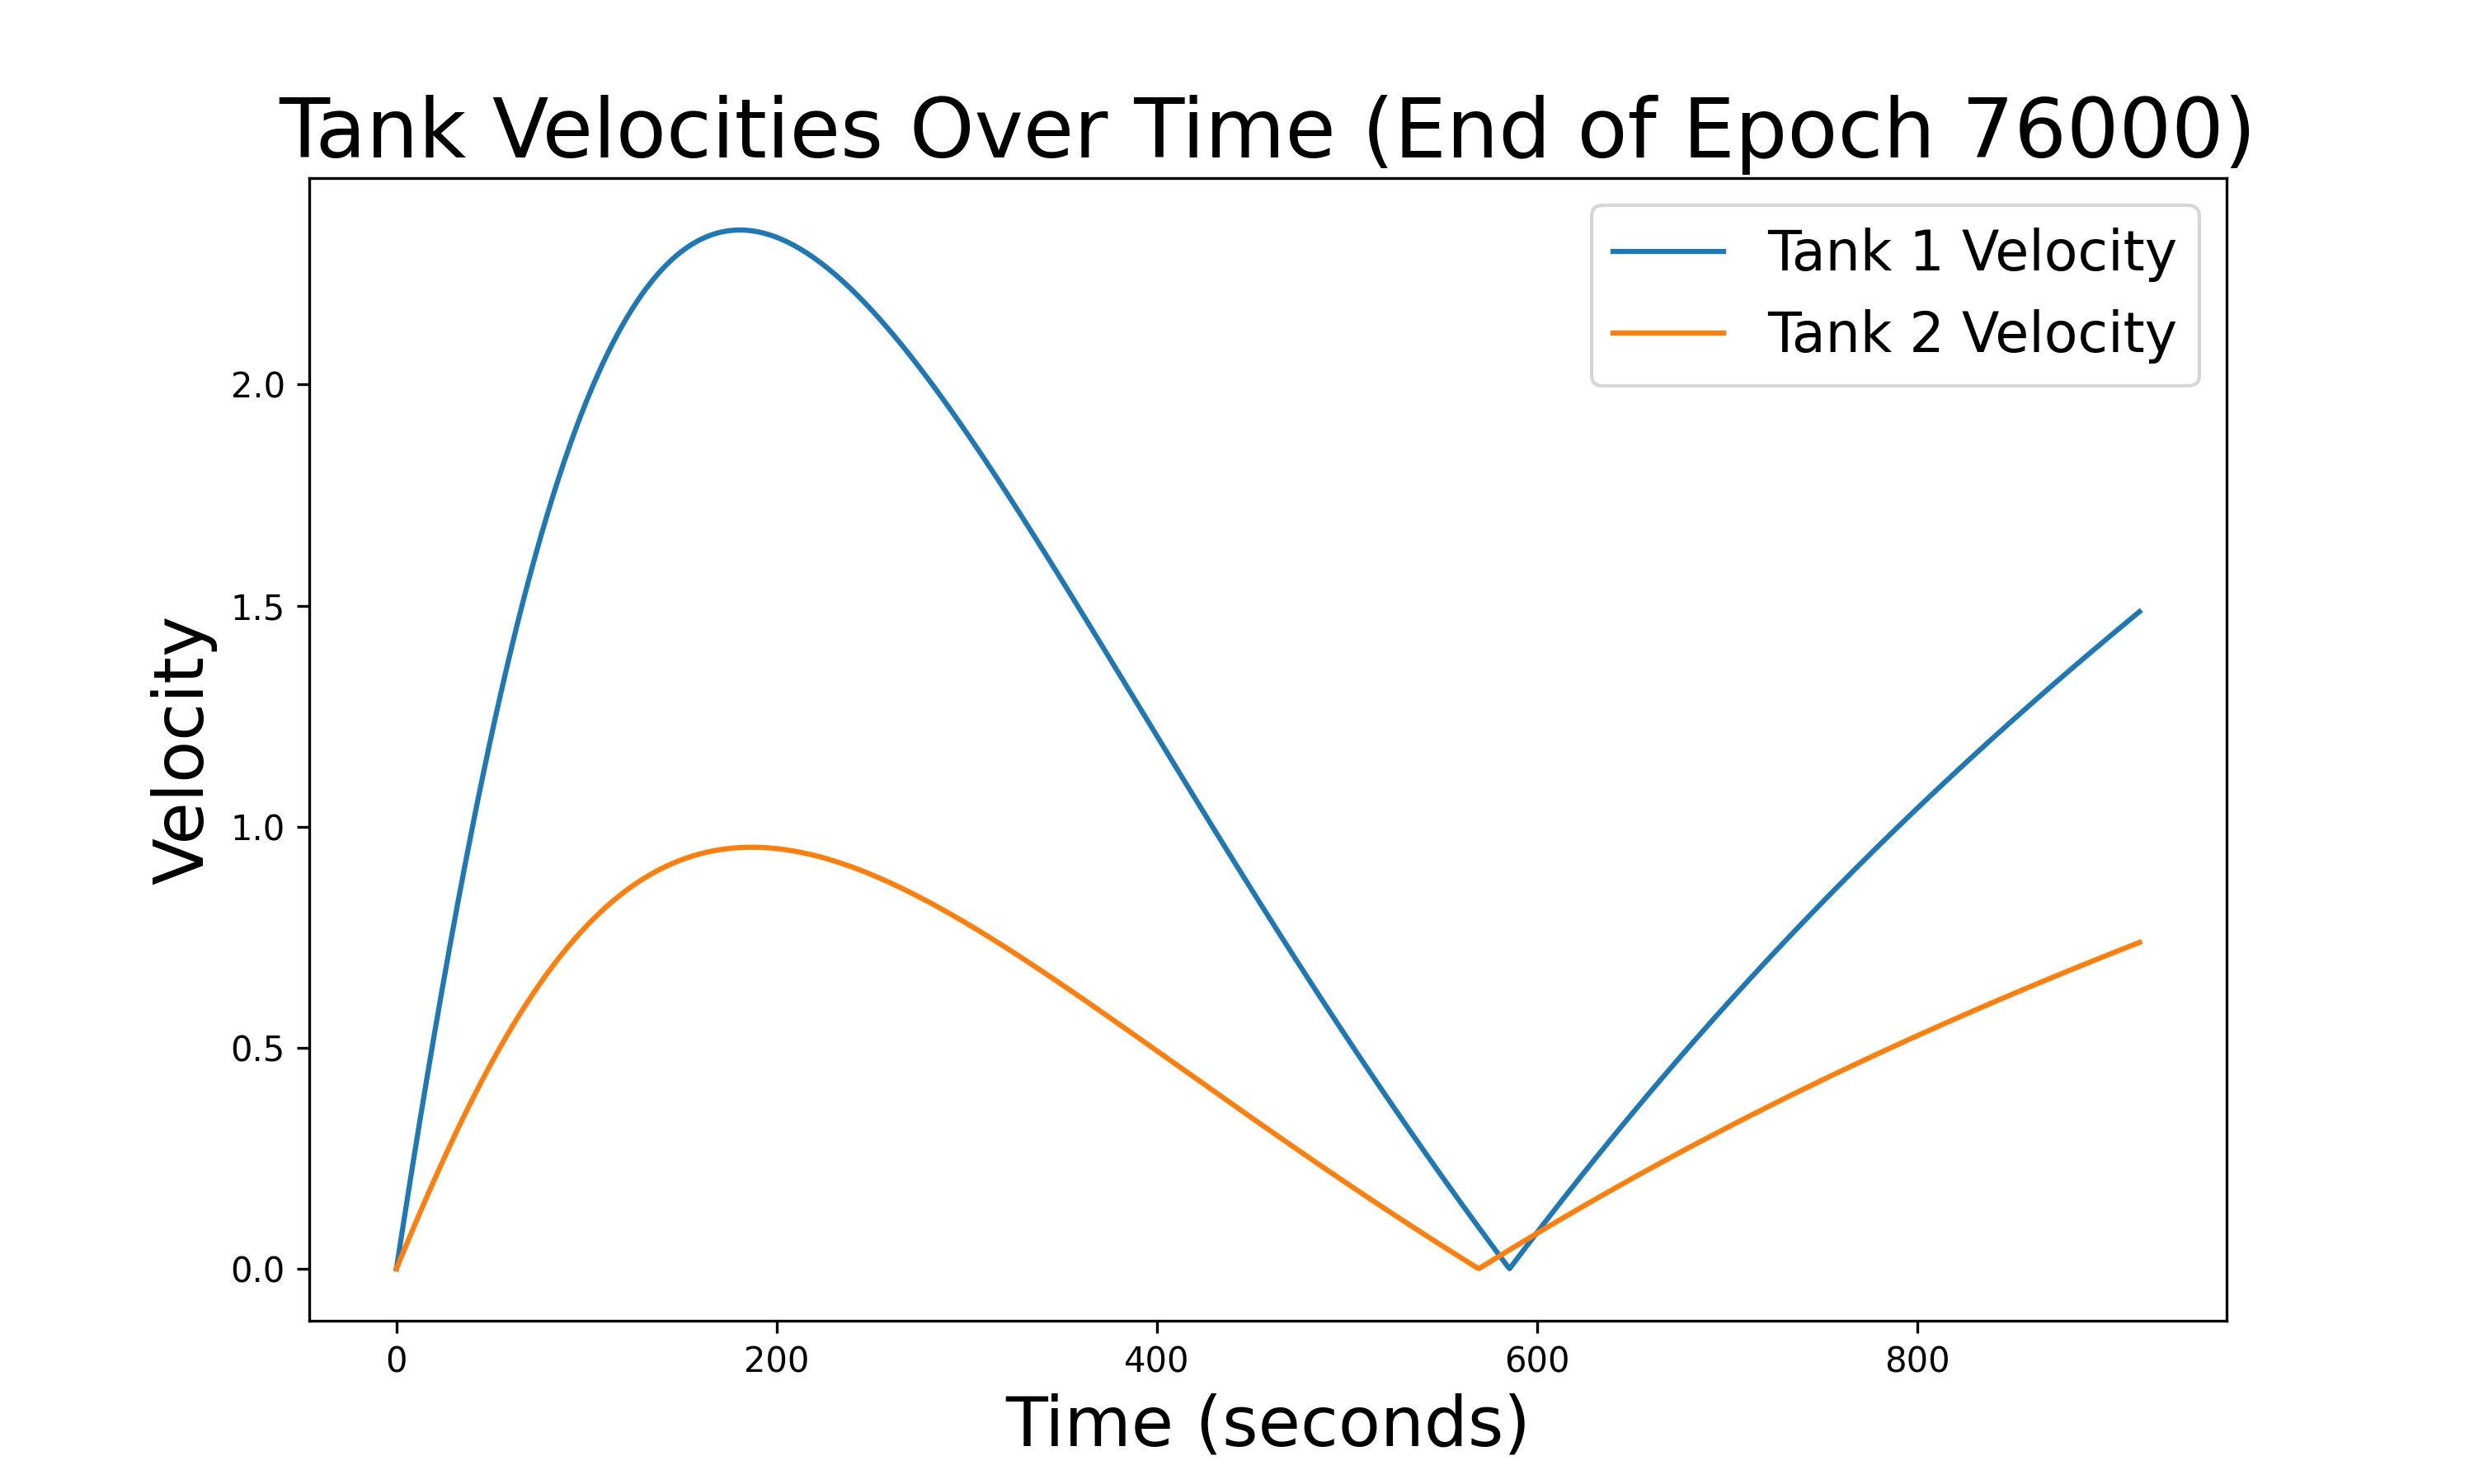 Tank Velocities Over Time (End of Epoch 76000)
Tank 1 Velocity
Tank 2 Velocity
Velocity
2.0
1.5
1.0
0.5
0.0
0 200 400 600 800
Time (seconds)